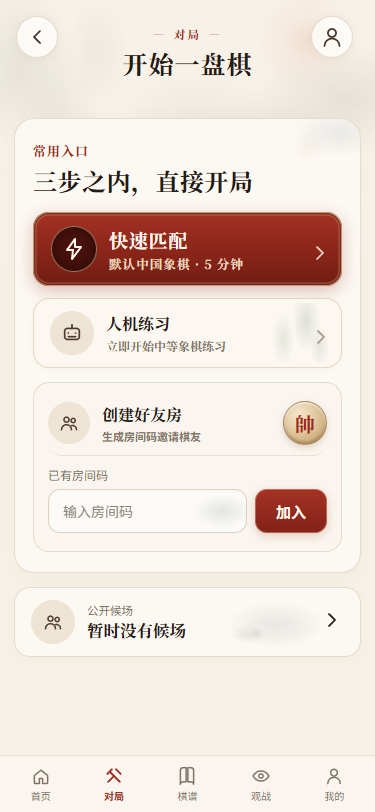 对局
开始一盘棋
常用入口
三步之内，直接开局
快速匹配
默认中国象棋 · 5 分钟
人机练习
立即开始中等象棋练习
创建好友房
生成房间码邀请棋友
帥
已有房间码
输入房间码
加入
公开候场
暂时没有候场
首页
对局
棋谱
观战
我的